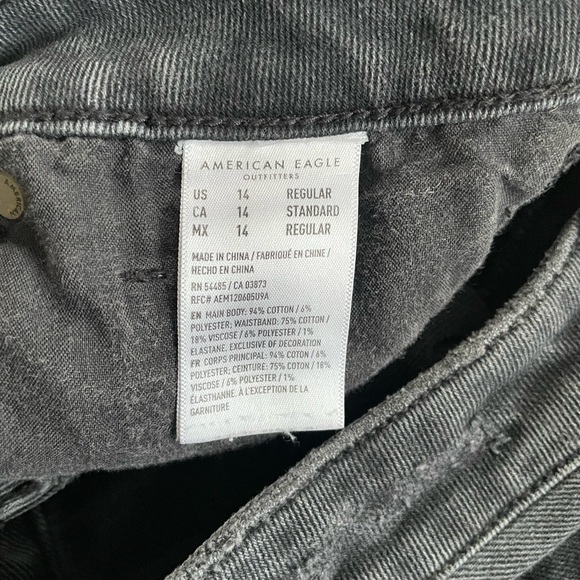 AMERICAN EAGLE
OUTFITTERS
US 14 REGULAR
CA 14 STANDARD
MX 14 REGULAR
MADE IN CHINA / FABRIQUÉ EN CHINE /
HECHO EN CHINA
RN 54485 / CA 03873
RFC# AEM120605U9A
EN MAIN BODY: 94% COTTON / 6%
POLYESTER; WAISTBAND: 75% COTTON /
18% VISCOSE / 6% POLYESTER / 1%
ELASTANE. EXCLUSIVE OF DECORATION
FR CORPS PRINCIPAL: 94% COTON / 6%
POLYESTER; CEINTURE: 75% COTON / 18%
VISCOSE / 6% POLYESTER / 1%
ÉLASTHANNE. À L'EXCEPTION DE LA
GARNITURE